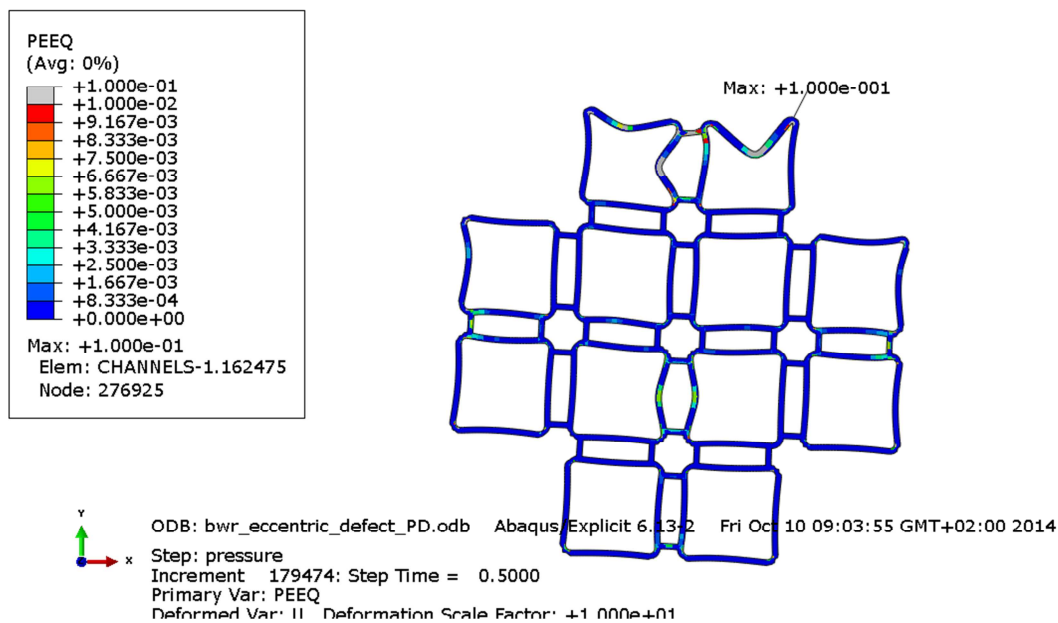 PEEQ
(Avg: 0%)
+1.000e-01
+1.000e-02
+9.167e-03
+8.333e-03
+7.500e-03
+6.667e-03
+5.833e-03
+5.000e-03
+4.167e-03
+3.333e-03
+2.500e-03
+1.667e-03
+8.333e-04
+0.000e+00
Max: +1.000e-01
Elem: CHANNELS-1.162475
Node: 276925
Max: +1.000e-001
Y
X
ODB: bwr_eccentric_defect_PD.odb Abaqus/Explicit 6.13-2 Fri Oct 10 09:03:55 GMT+02:00 2014
Step: pressure
Increment 179474: Step Time = 0.5000
Primary Var: PEEQ
Deformed Var: U Deformation Scale Factor: +1.000e+01